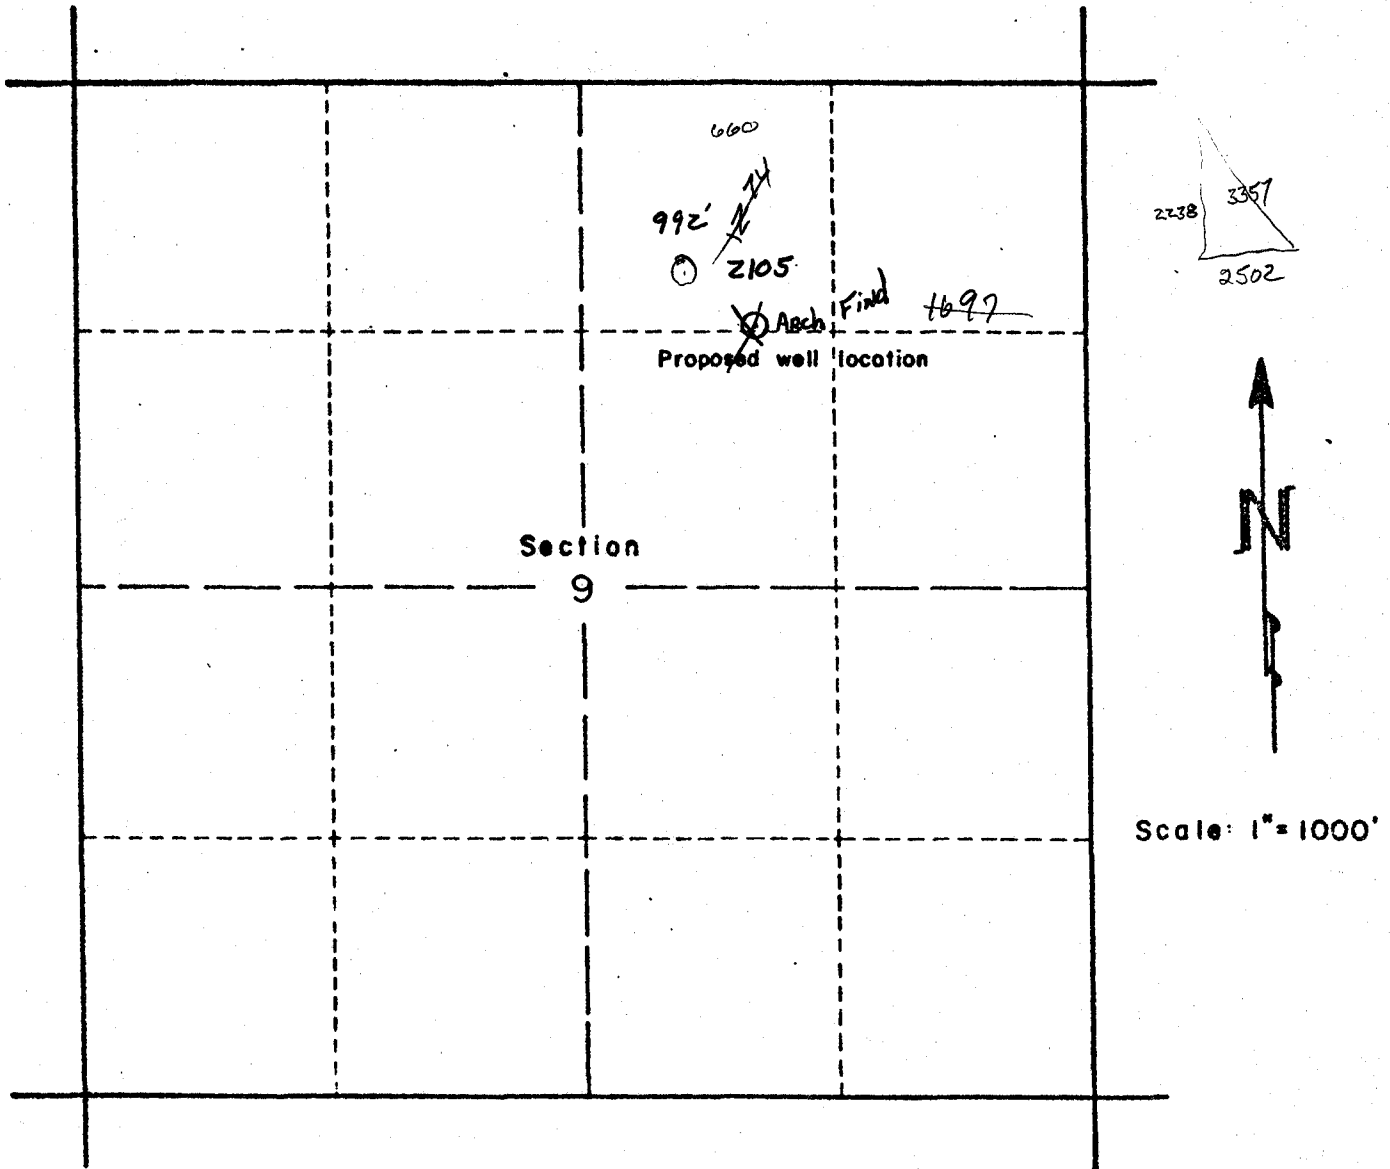 660
992'
2105
Arch Find
1697
Proposed well location
2238
3357
2502
N
Section
9
Scale: 1"=1000'